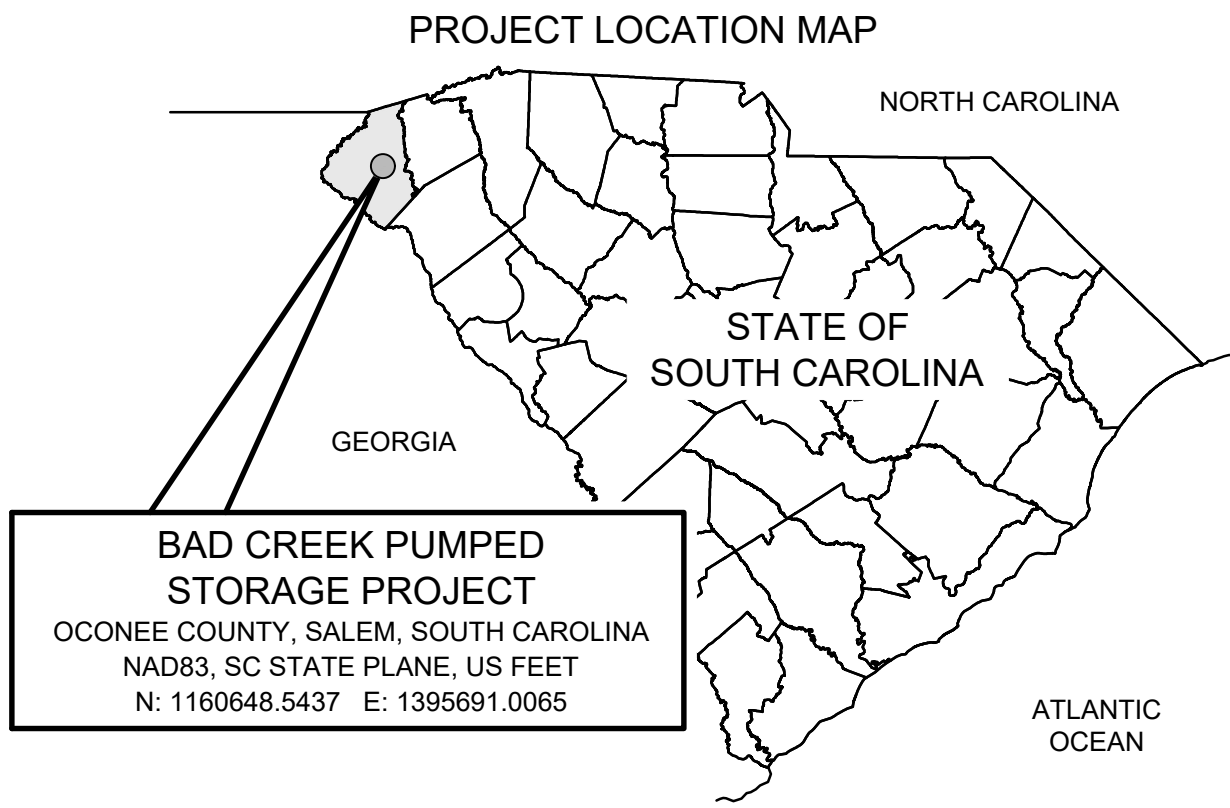 PROJECT LOCATION MAP
NORTH CAROLINA
STATE OF
SOUTH CAROLINA
GEORGIA
BAD CREEK PUMPED
STORAGE PROJECT
OCONEE COUNTY, SALEM, SOUTH CAROLINA
NAD83, SC STATE PLANE, US FEET
N: 1160648.5437 E: 1395691.0065
ATLANTIC
OCEAN